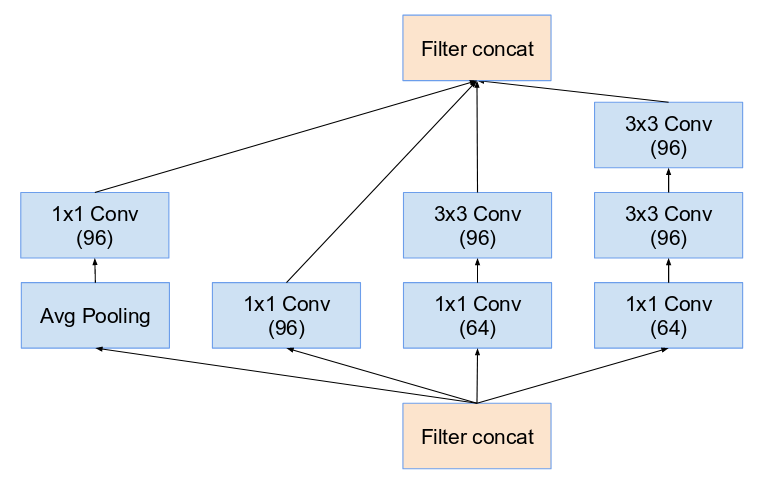 Filter concat
3x3 Conv
(96)
1x1 Conv
(96)
3x3 Conv
(96)
3x3 Conv
(96)
Avg Pooling
1x1 Conv
(96)
1x1 Conv
(64)
1x1 Conv
(64)
Filter concat